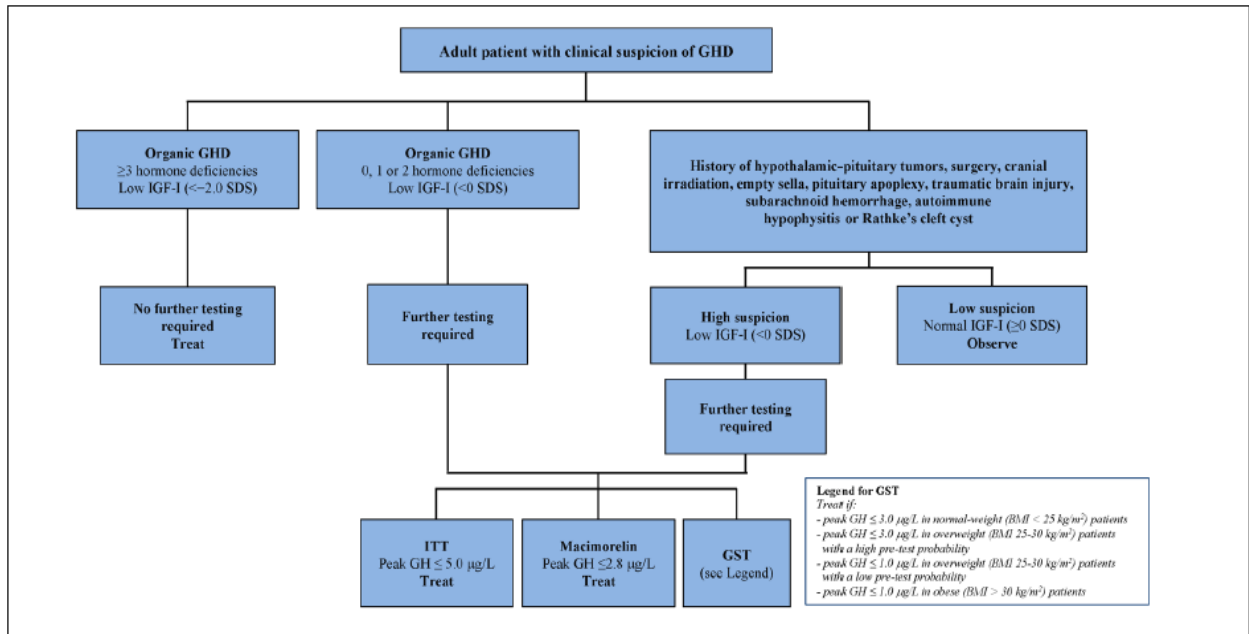 Adult patient with clinical suspicion of GHD
Organic GHD
≥3 hormone deficiencies
Low IGF-I (<−2.0 SDS)
Organic GHD
0, 1 or 2 hormone deficiencies
Low IGF-I (<0 SDS)
History of hypothalamic–pituitary tumors, surgery, cranial
irradiation, empty sella, pituitary apoplexy, traumatic brain injury,
subarachnoid hemorrhage, autoimmune
hypophysitis or Rathke's cleft cyst
No further testing
required
Treat
Further testing
required
High suspicion
Low IGF-I (<0 SDS)
Low suspicion
Normal IGF-I (≥0 SDS)
Observe
Further testing
required
ITT
Peak GH ≤ 5.0 μg/L
Treat
Macimorelin
Peak GH ≤2.8 μg/L
Treat
GST
(see Legend)
Legend for GST
Treat if:
- peak GH ≤ 3.0 μg/L in normal-weight (BMI < 25 kg/m²) patients
- peak GH ≤ 3.0 μg/L in overweight (BMI 25-30 kg/m²) patients
with a high pre-test probability
- peak GH ≤ 1.0 μg/L in overweight (BMI 25-30 kg/m²) patients
with a low pre-test probability
- peak GH ≤ 1.0 μg/L in obese (BMI > 30 kg/m²) patients